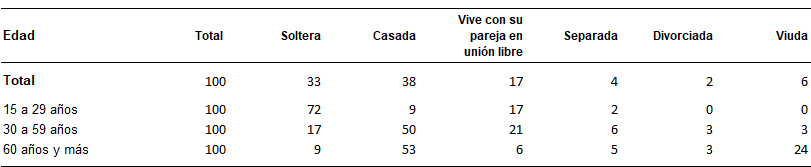 Edad Total Soltera Casada Vive con su pareja en unión libre Separada Divorciada Viuda
Total 100 33 38 17 4 2 6
15 a 29 años 100 72 9 17 2 0 0
30 a 59 años 100 17 50 21 6 3 3
60 años y más 100 9 53 6 5 3 24